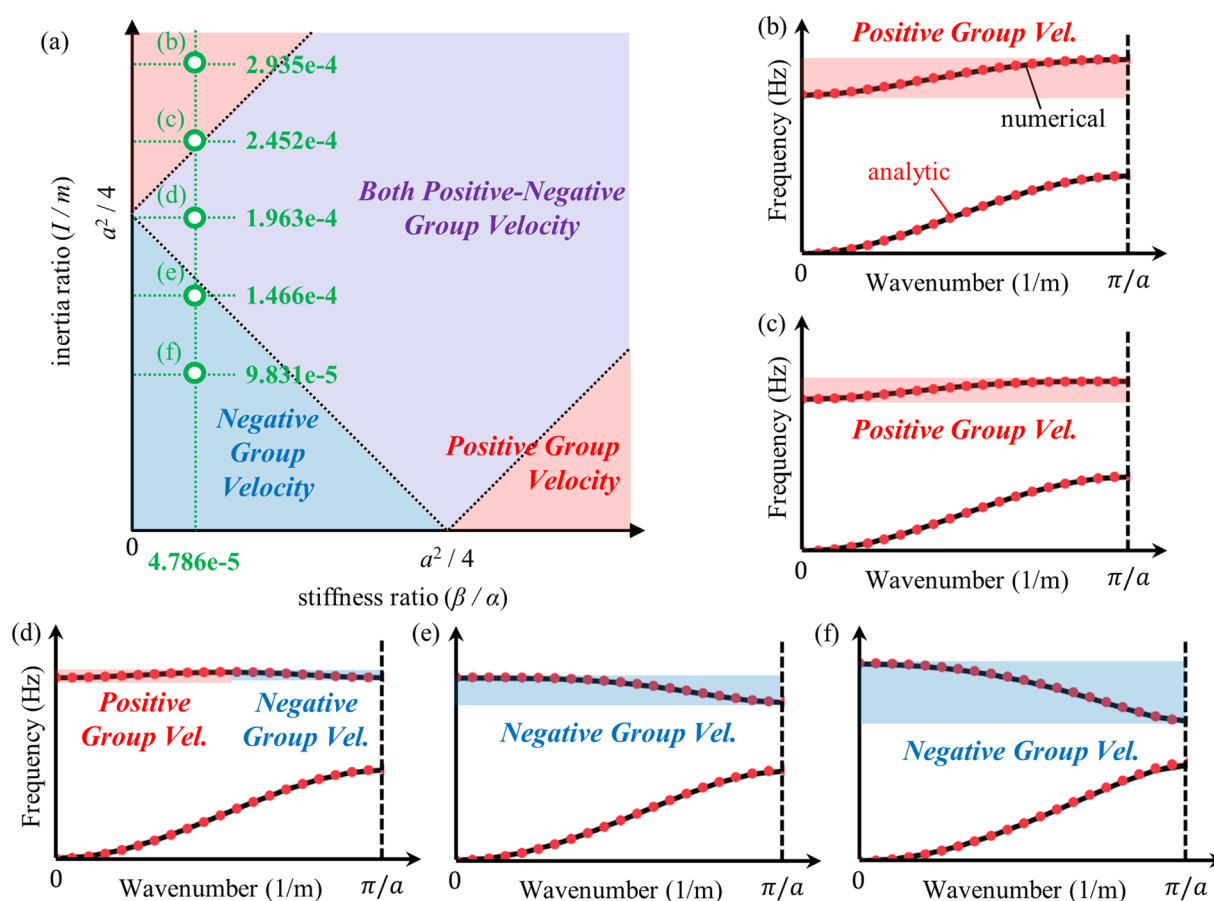 (a)
inertia ratio (I / m)
a² / 4
(b)
2.935e-4
(c)
2.452e-4
(d)
1.963e-4
(e)
1.466e-4
(f)
9.831e-5
Both Positive-Negative
Group Velocity
Negative
Group
Velocity
Positive Group
Velocity
0
4.786e-5
a² / 4
stiffness ratio (β / α)
(b)
Positive Group Vel.
Frequency (Hz)
numerical
analytic
0
Wavenumber (1/m)
π/a
(c)
Frequency (Hz)
Positive Group Vel.
0
Wavenumber (1/m)
π/a
(d)
Frequency (Hz)
Positive
Group Vel.
Negative
Group Vel.
0
Wavenumber (1/m)
π/a
(e)
Negative Group Vel.
0
Wavenumber (1/m)
π/a
(f)
Negative Group Vel.
0
Wavenumber (1/m)
π/a